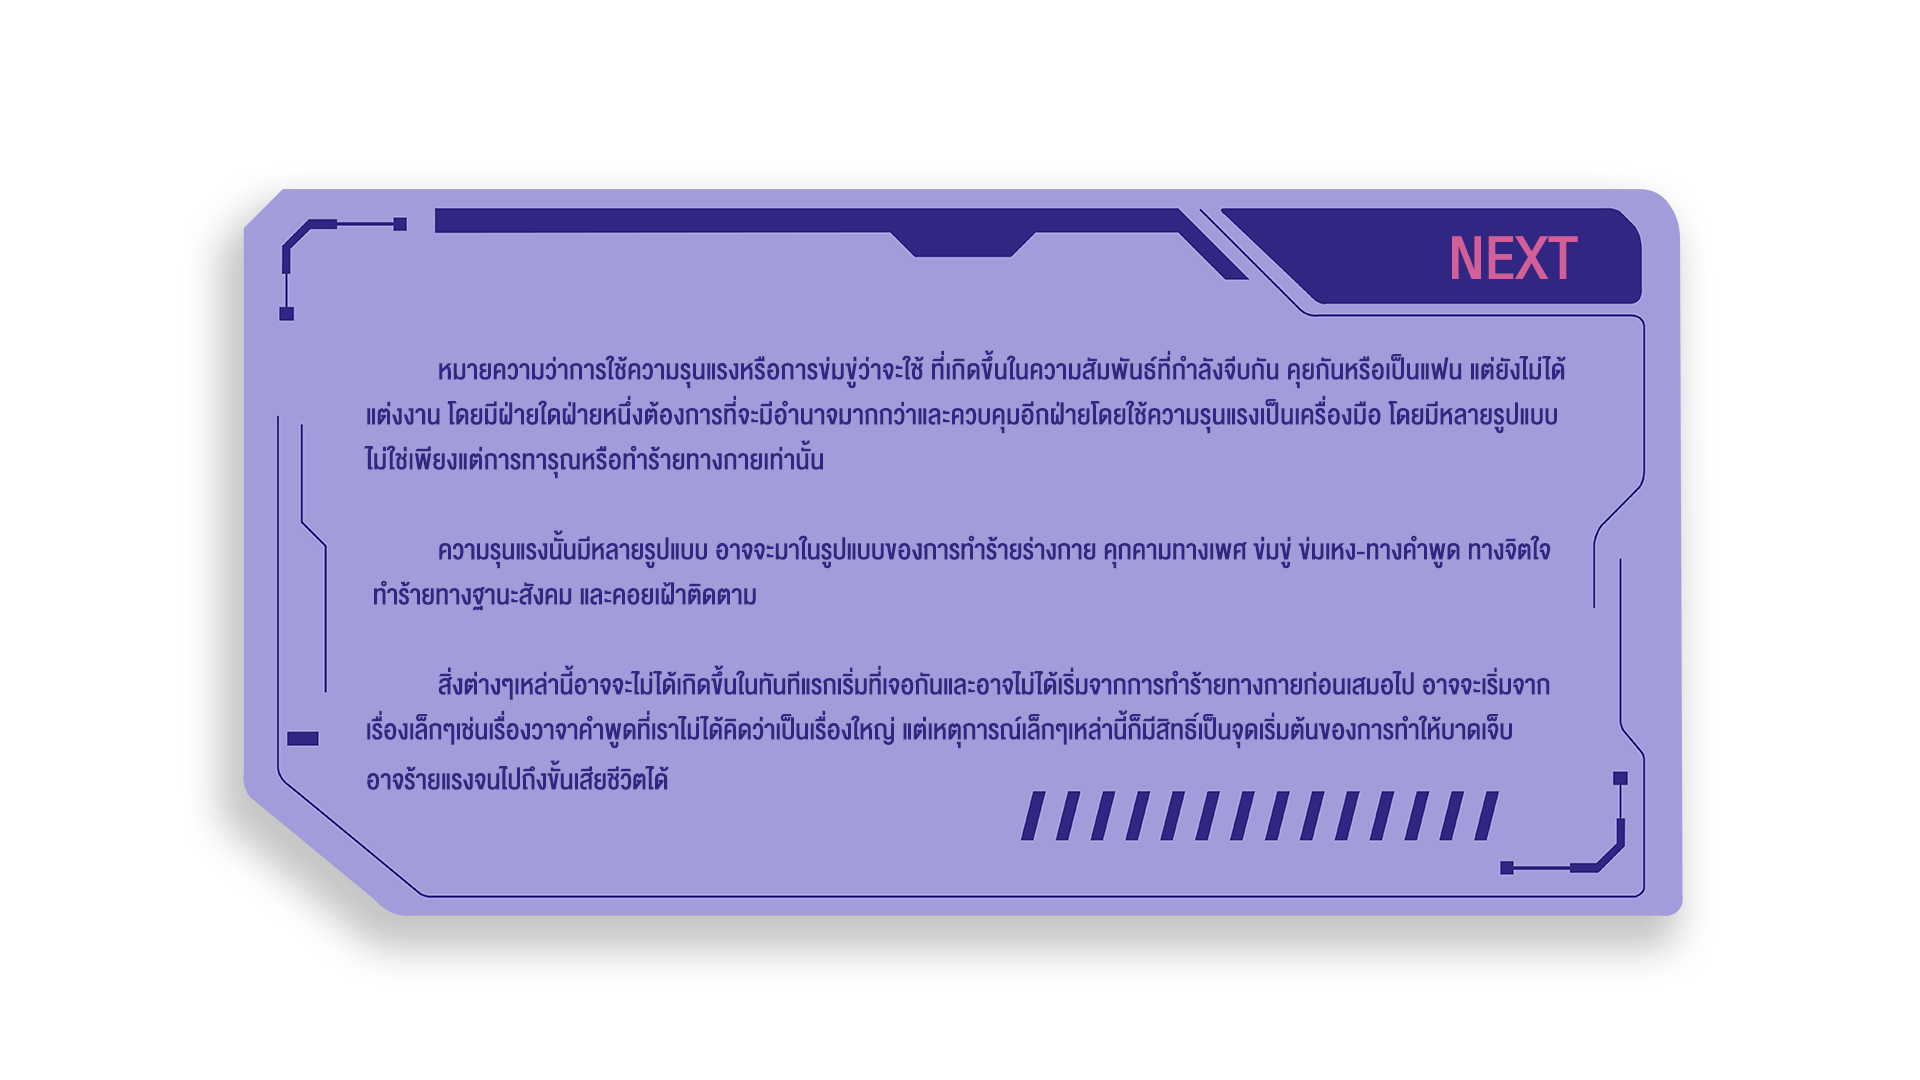 NEXT
หมายความว่าการใช้ความรุนแรงหรือการข่มขู่ว่าจะใช้ ที่เกิดขึ้นในความสัมพันธ์ที่กำลังจีบกัน คุยกันหรือเป็นแฟน แต่ยังไม่ได้
แต่งงาน โดยมีฝ่ายใดฝ่ายหนึ่งต้องการที่จะมีอำนาจมากกว่าและควบคุมอีกฝ่ายโดยใช้ความรุนแรงเป็นเครื่องมือ โดยมีหลายรูปแบบ
ไม่ใช่เพียงแต่การทารุณหรือทำร้ายทางกายเท่านั้น
ความรุนแรงนั้นมีหลายรูปแบบ อาจจะมาในรูปแบบของการทำร้ายร่างกาย คุกคามทางเพศ ข่มขู่ ข่มเหง-ทางคำพูด ทางจิตใจ
ทำร้ายทางฐานะสังคม และคอยเฝ้าติดตาม
สิ่งต่างๆเหล่านี้อาจจะไม่ได้เกิดขึ้นในทันทีแรกเริ่มที่เจอกันและอาจไม่ได้เริ่มจากการทำร้ายทางกายก่อนเสมอไป อาจจะเริ่มจาก
เรื่องเล็กๆเช่นเรื่องวาจาคำพูดที่เราไม่ได้คิดว่าเป็นเรื่องใหญ่ แต่เหตุการณ์เล็กๆเหล่านี้ก็มีสิทธิ์เป็นจุดเริ่มต้นของการทำให้บาดเจ็บ
อาจร้ายแรงจนไปถึงขั้นเสียชีวิตได้